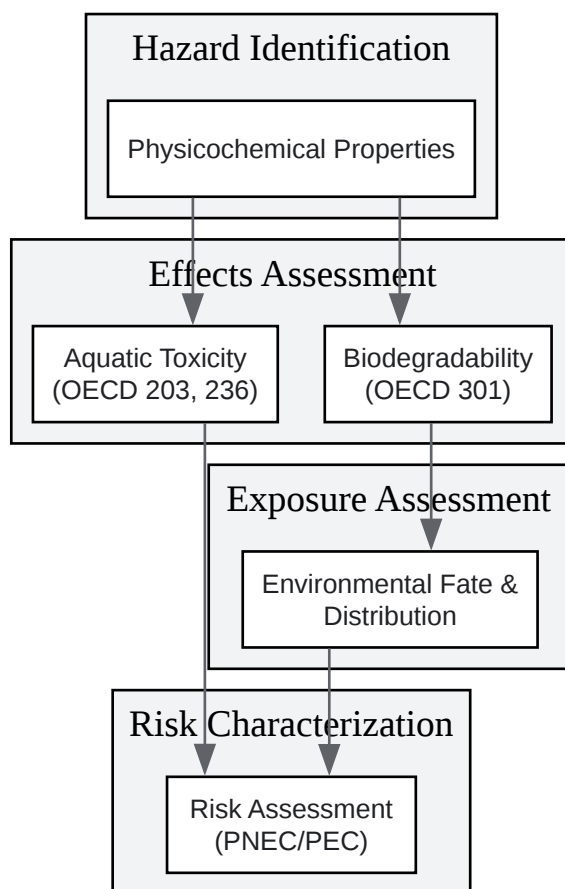 Hazard Identification
Physicochemical Properties
Effects Assessment
Aquatic Toxicity
(OECD 203, 236)
Biodegradability
(OECD 301)
Exposure Assessment
Environmental Fate &
Distribution
Risk Characterization
Risk Assessment
(PNEC/PEC)